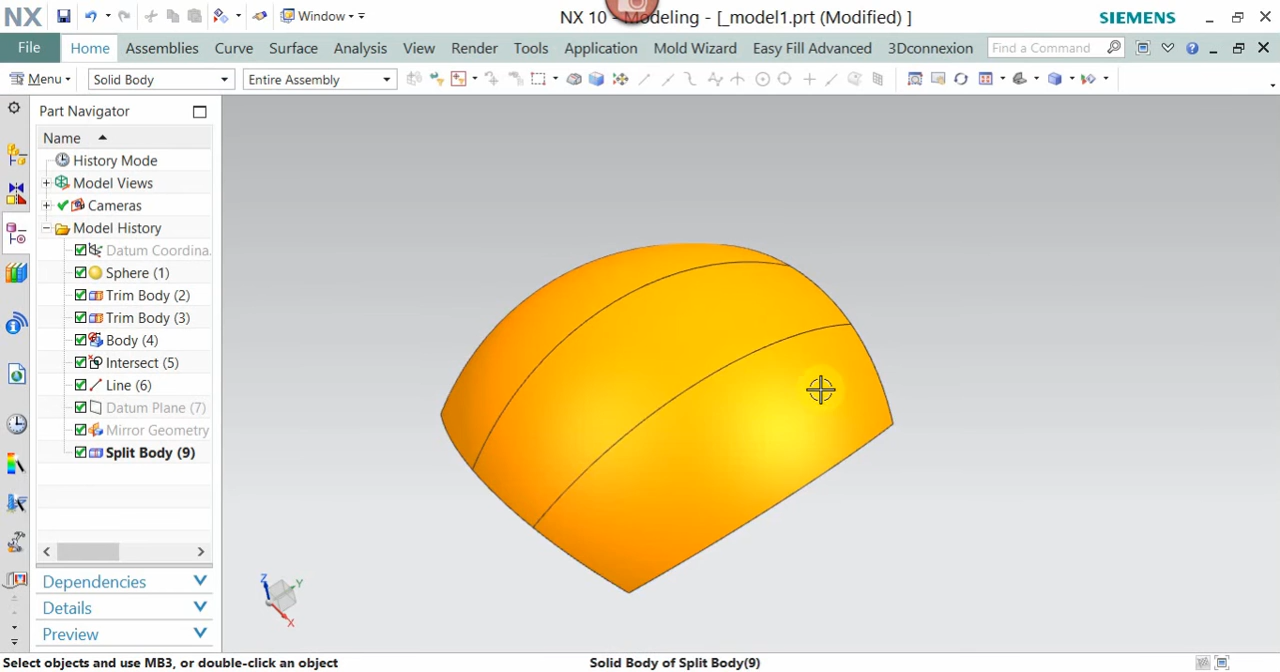 NX Window NX 10 - Modeling - [_model1.prt (Modified) ] SIEMENS
File Home Assemblies Curve Surface Analysis View Render Tools Application Mold Wizard Easy Fill Advanced 3Dconnexion Find a Command
Menu Solid Body Entire Assembly
Part Navigator
Name
History Mode
Model Views
Cameras
Model History
Datum Coordina
Sphere (1)
Trim Body (2)
Trim Body (3)
Body (4)
Intersect (5)
Line (6)
Datum Plane (7)
Mirror Geometry
Split Body (9)
Dependencies
Details
Preview
Z
Y
X
Select objects and use MB3, or double-click an object Solid Body of Split Body(9)